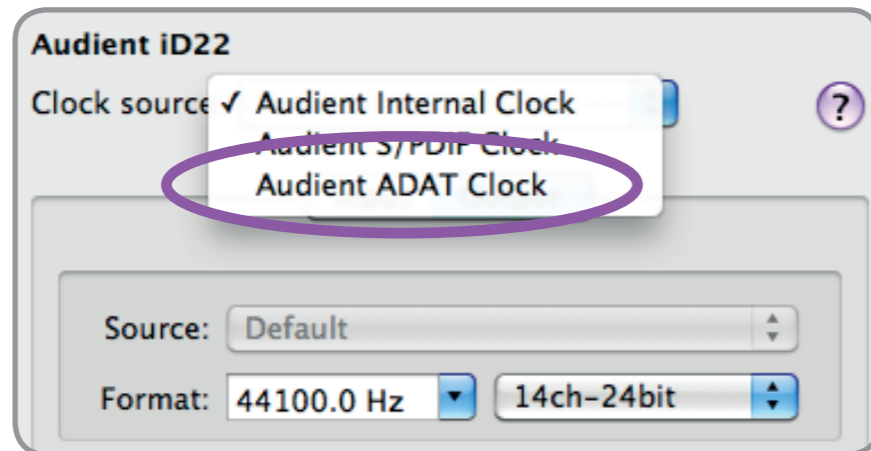 Audient iD22
Clock source ✓ Audient Internal Clock
Audient S/PDIF Clock
Audient ADAT Clock
?
Source: Default
Format: 44100.0 Hz 14ch-24bit